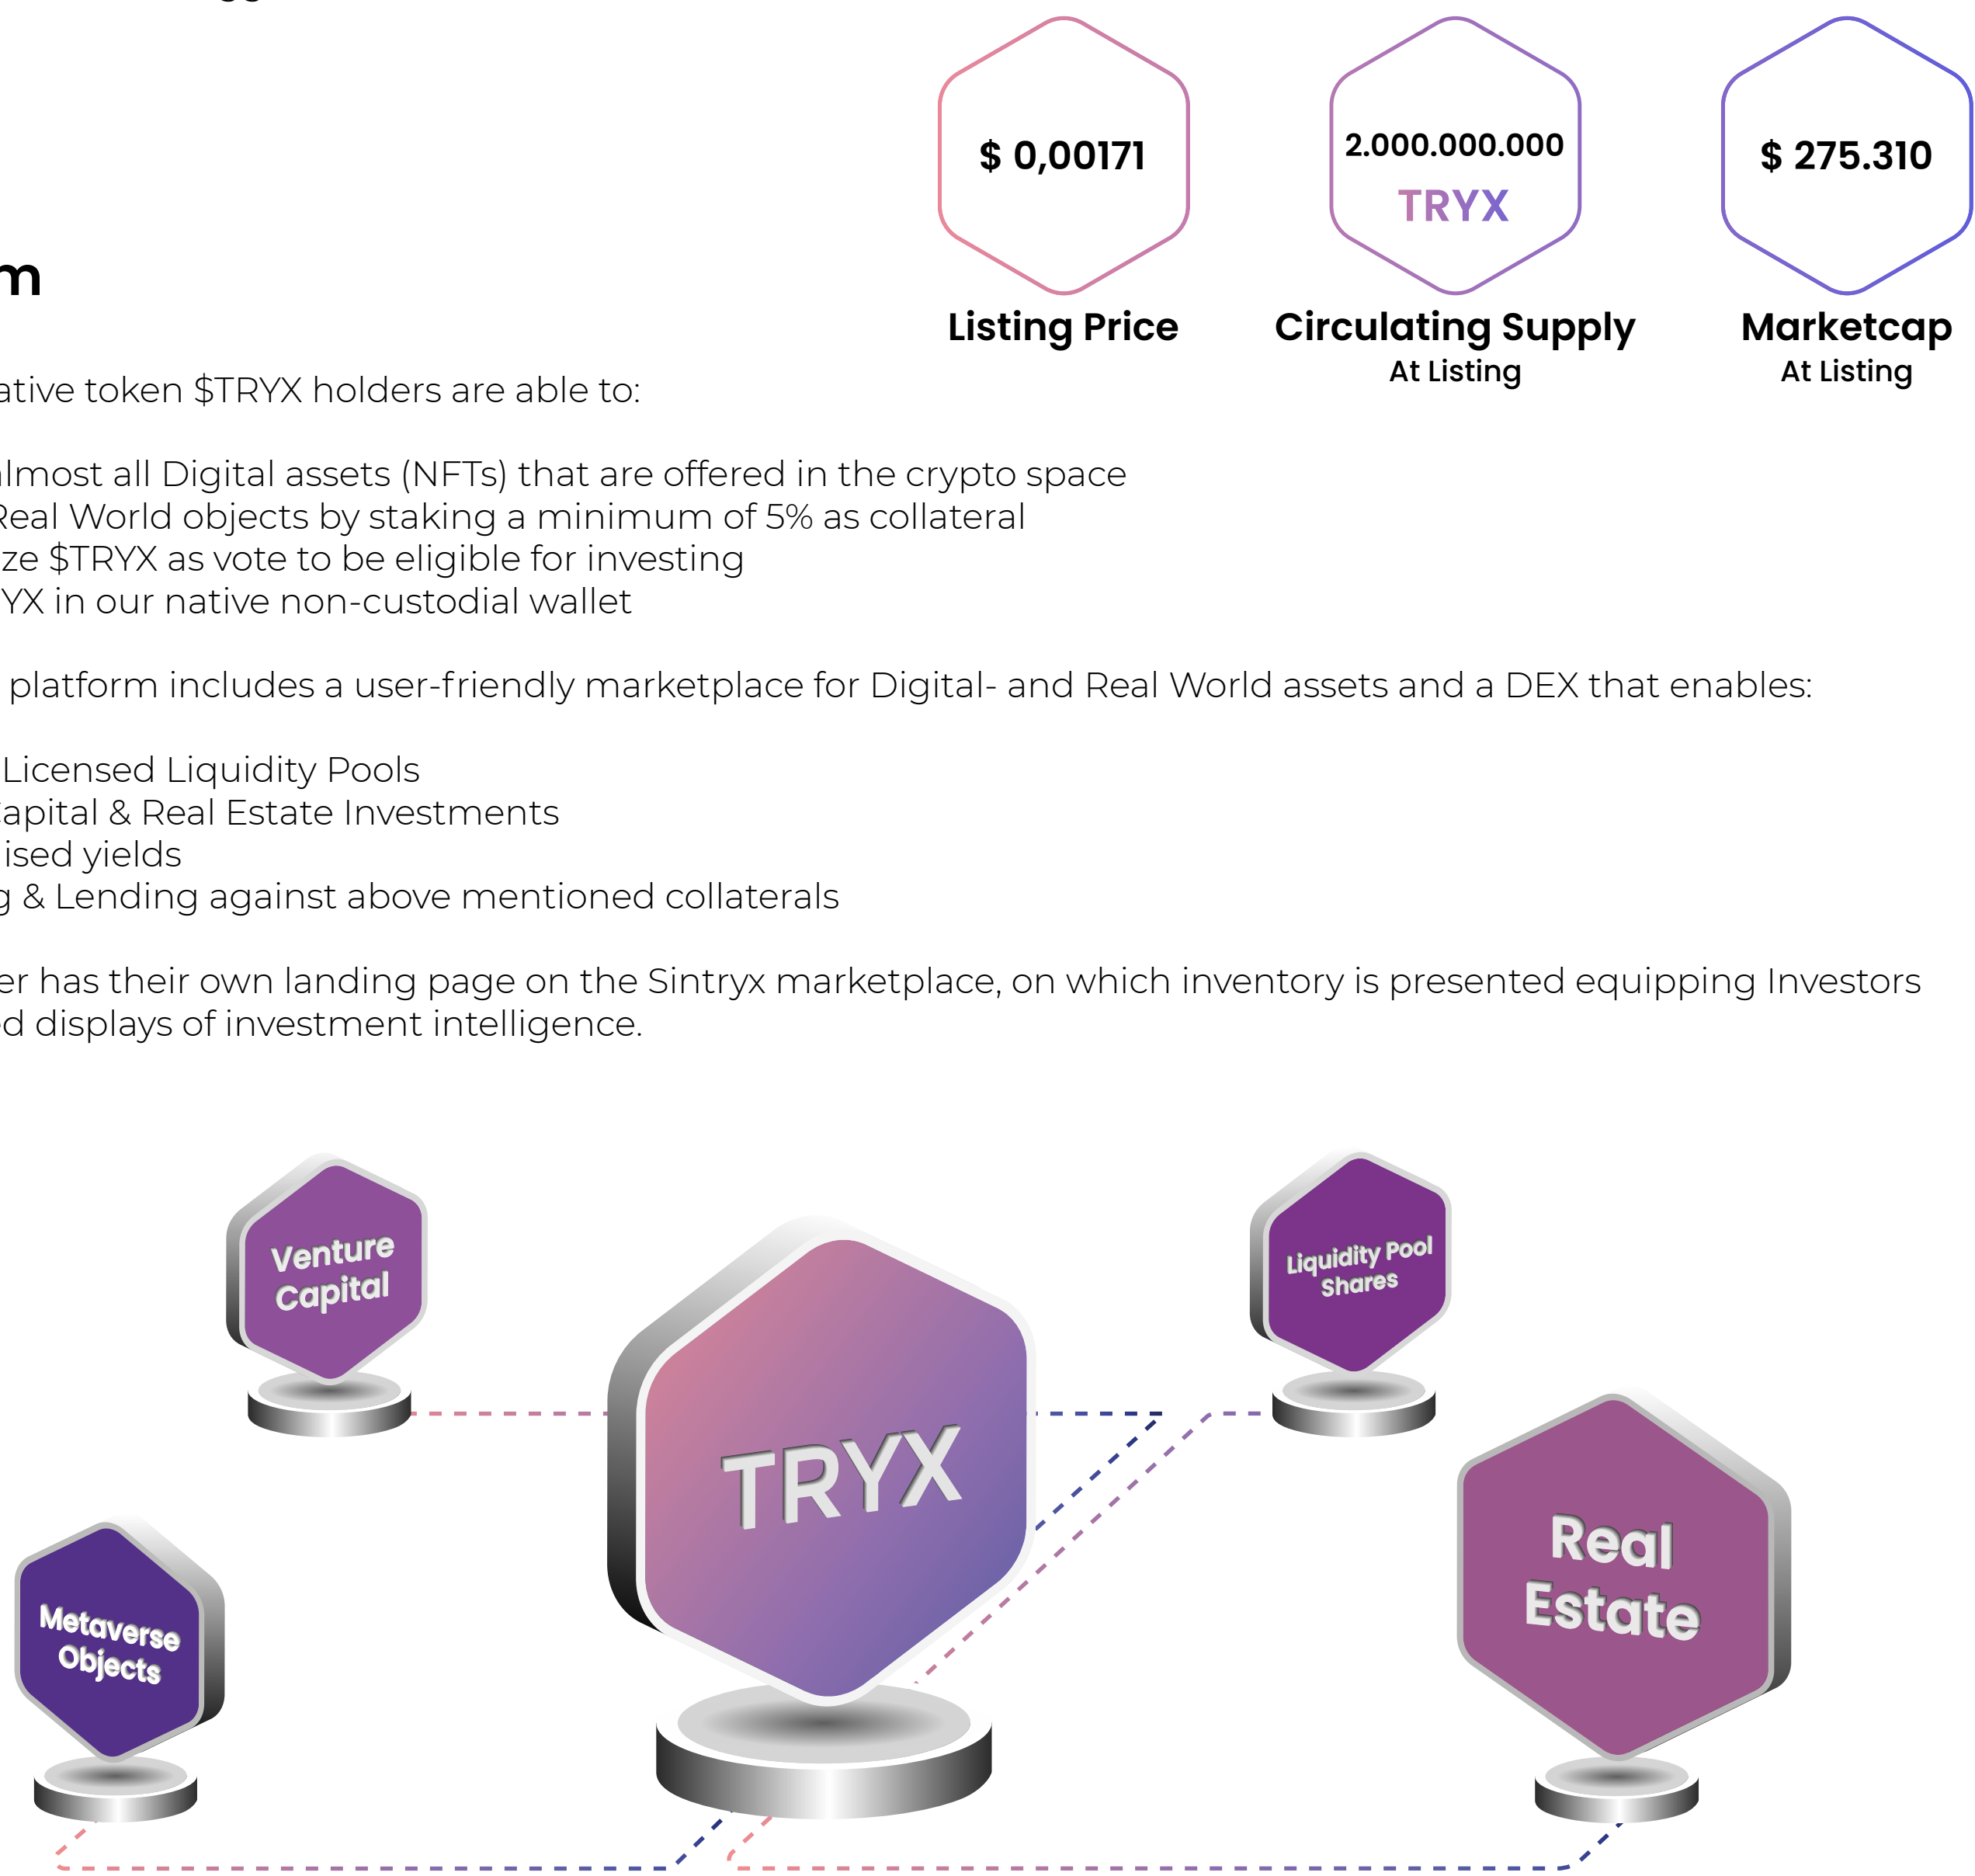 $ 0,00171
2.000.000.000
TRYX
$ 275.310
Listing Price
Circulating Supply
At Listing
Marketcap
At Listing
m
ative token $TRYX holders are able to:
almost all Digital assets (NFTs) that are offered in the crypto space
Real World objects by staking a minimum of 5% as collateral
ze $TRYX as vote to be eligible for investing
YX in our native non-custodial wallet
platform includes a user-friendly marketplace for Digital- and Real World assets and a DEX that enables:
Licensed Liquidity Pools
Capital & Real Estate Investments
ised yields
g & Lending against above mentioned collaterals
er has their own landing page on the Sintryx marketplace, on which inventory is presented equipping Investors
ed displays of investment intelligence.
Venture
Capital
Liquidity Pool
Shares
TRYX
Real
Estate
Metaverse
Objects